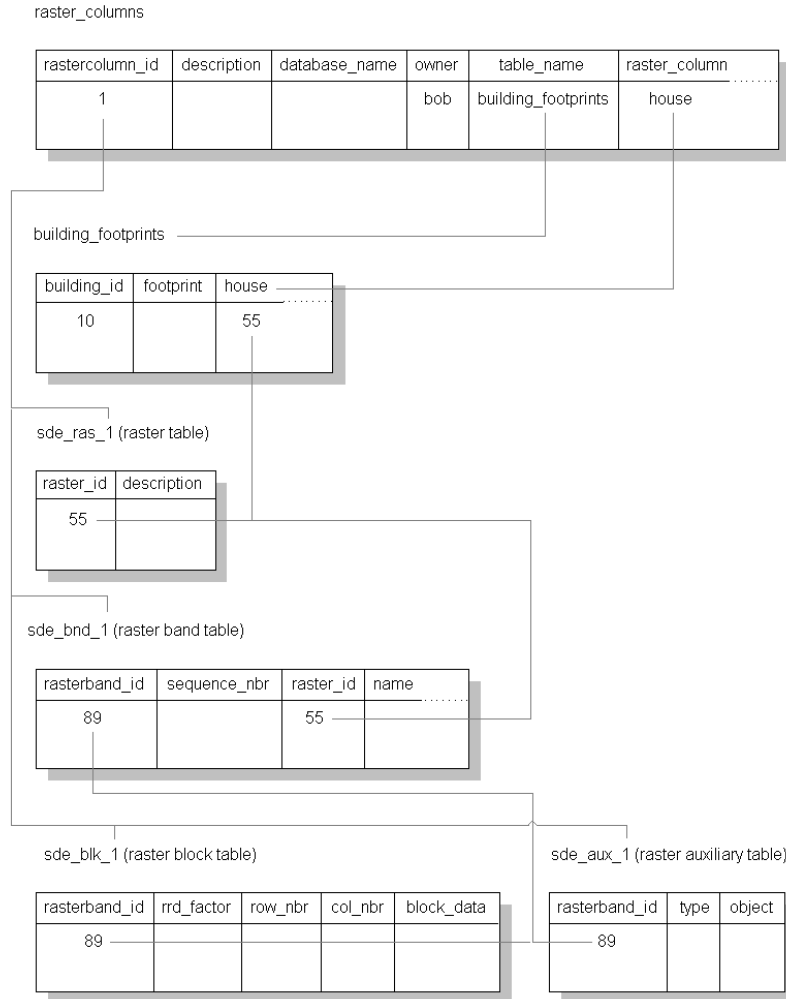 raster_columns
rastercolumn_id description database_name owner table_name raster_column
1 bob building_footprints house
building_footprints
building_id footprint house
10 55
sde_ras_1 (raster table)
raster_id description
55
sde_bnd_1 (raster band table)
rasterband_id sequence_nbr raster_id name
89 55
sde_blk_1 (raster block table) sde_aux_1 (raster auxiliary table)
rasterband_id rrd_factor row_nbr col_nbr block_data rasterband_id type object
89 89